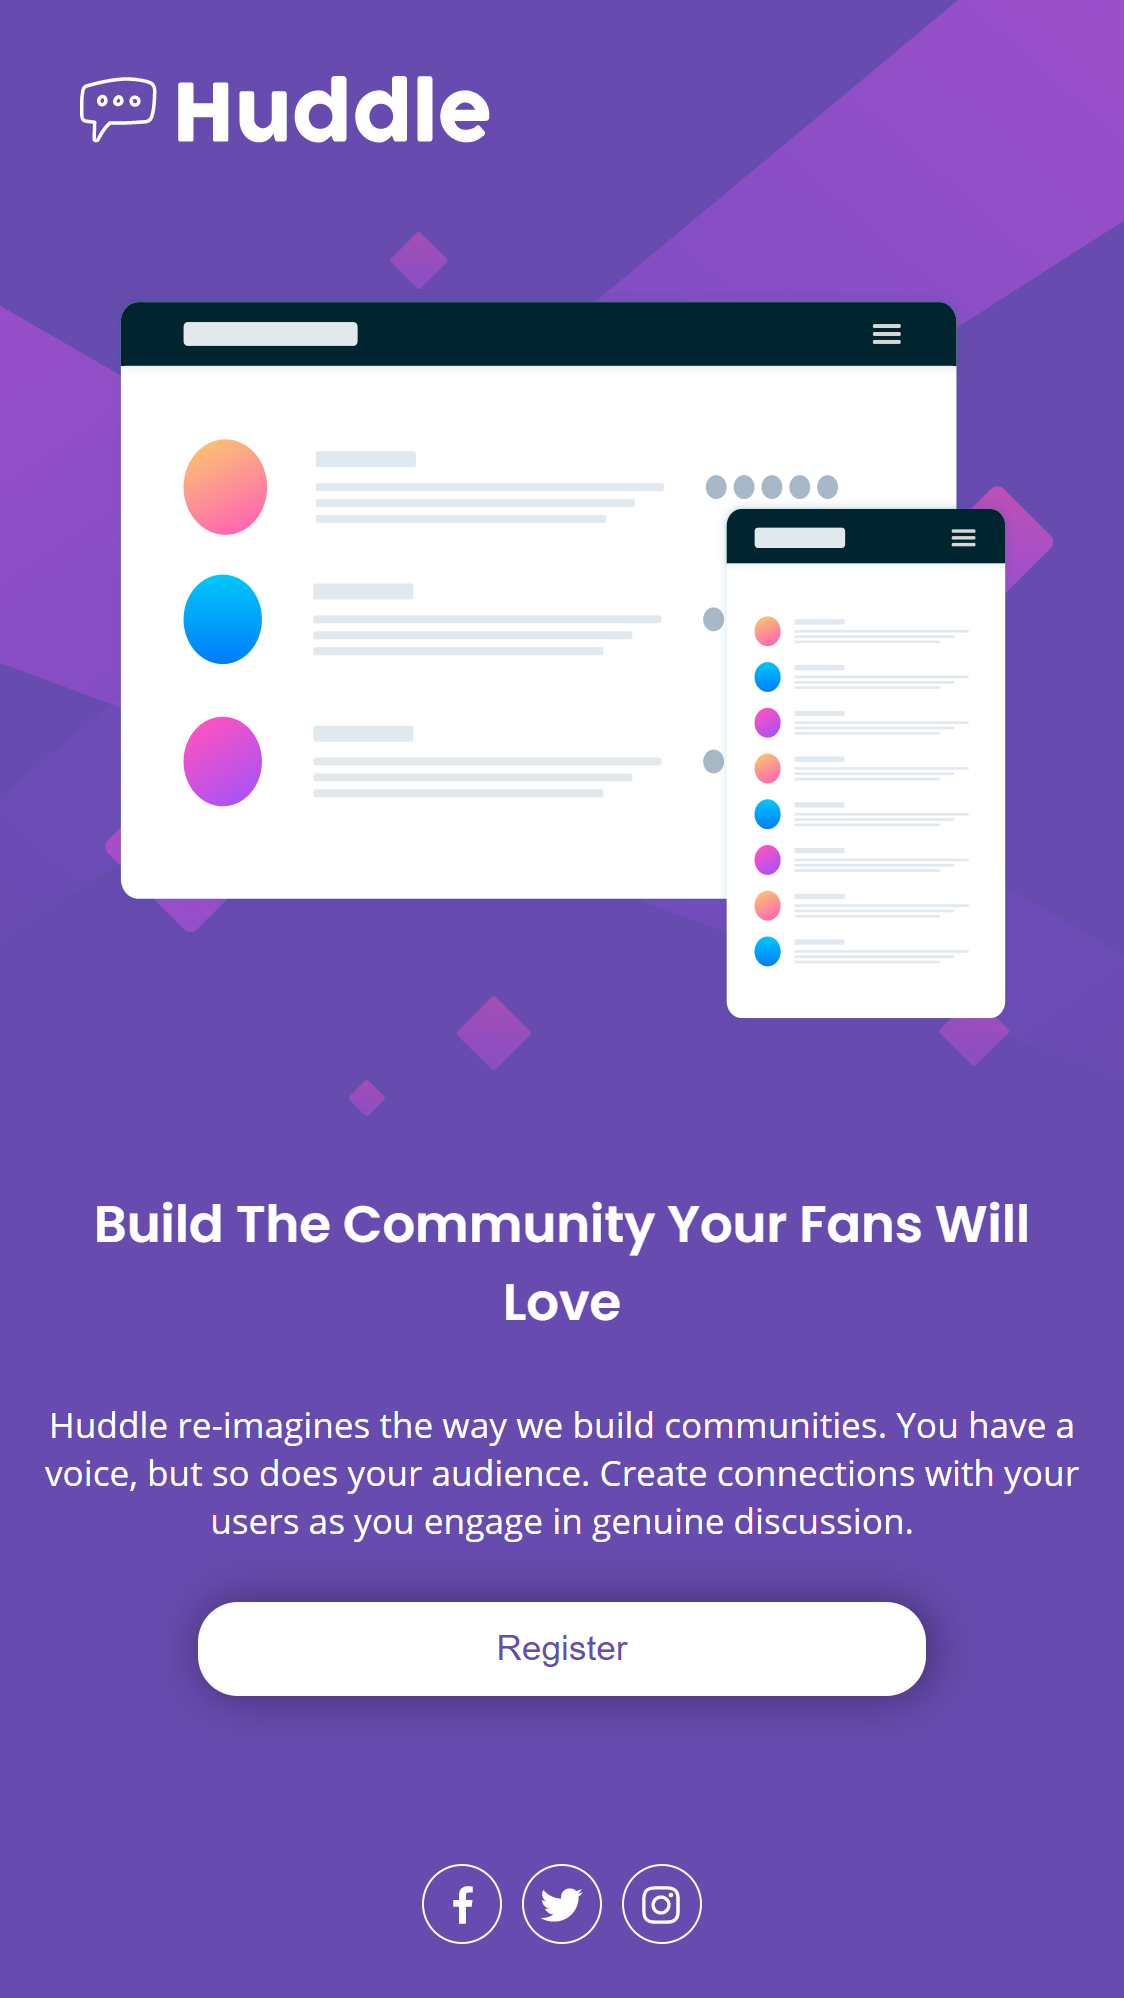 Huddle
Build The Community Your Fans Will
Love
Huddle re-imagines the way we build communities. You have a
voice, but so does your audience. Create connections with your
users as you engage in genuine discussion.
Register